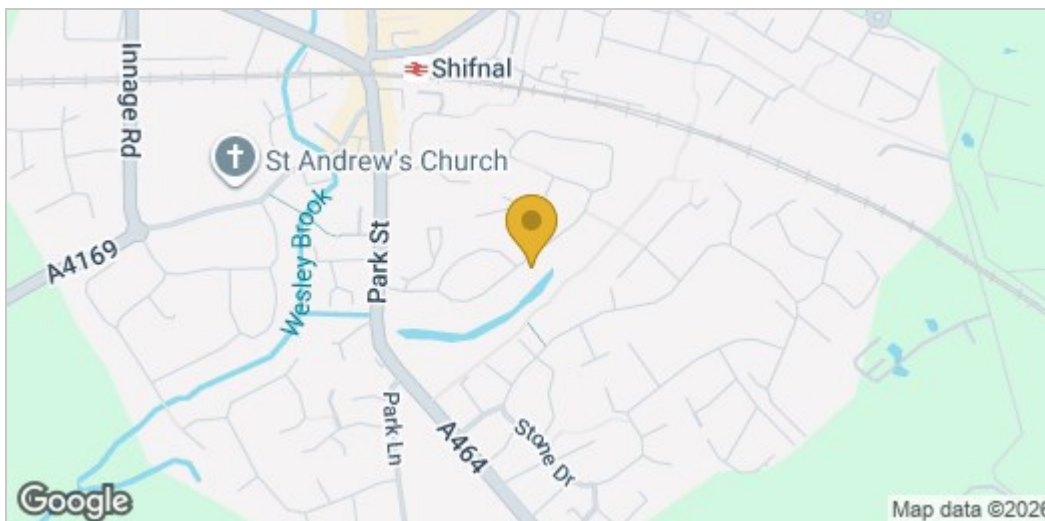 Innage Rd
Shifnal
St Andrew's Church
Wesley Brook
Park St
A4169
Park Ln
A464
Stone Dr
Google
Map data ©2026